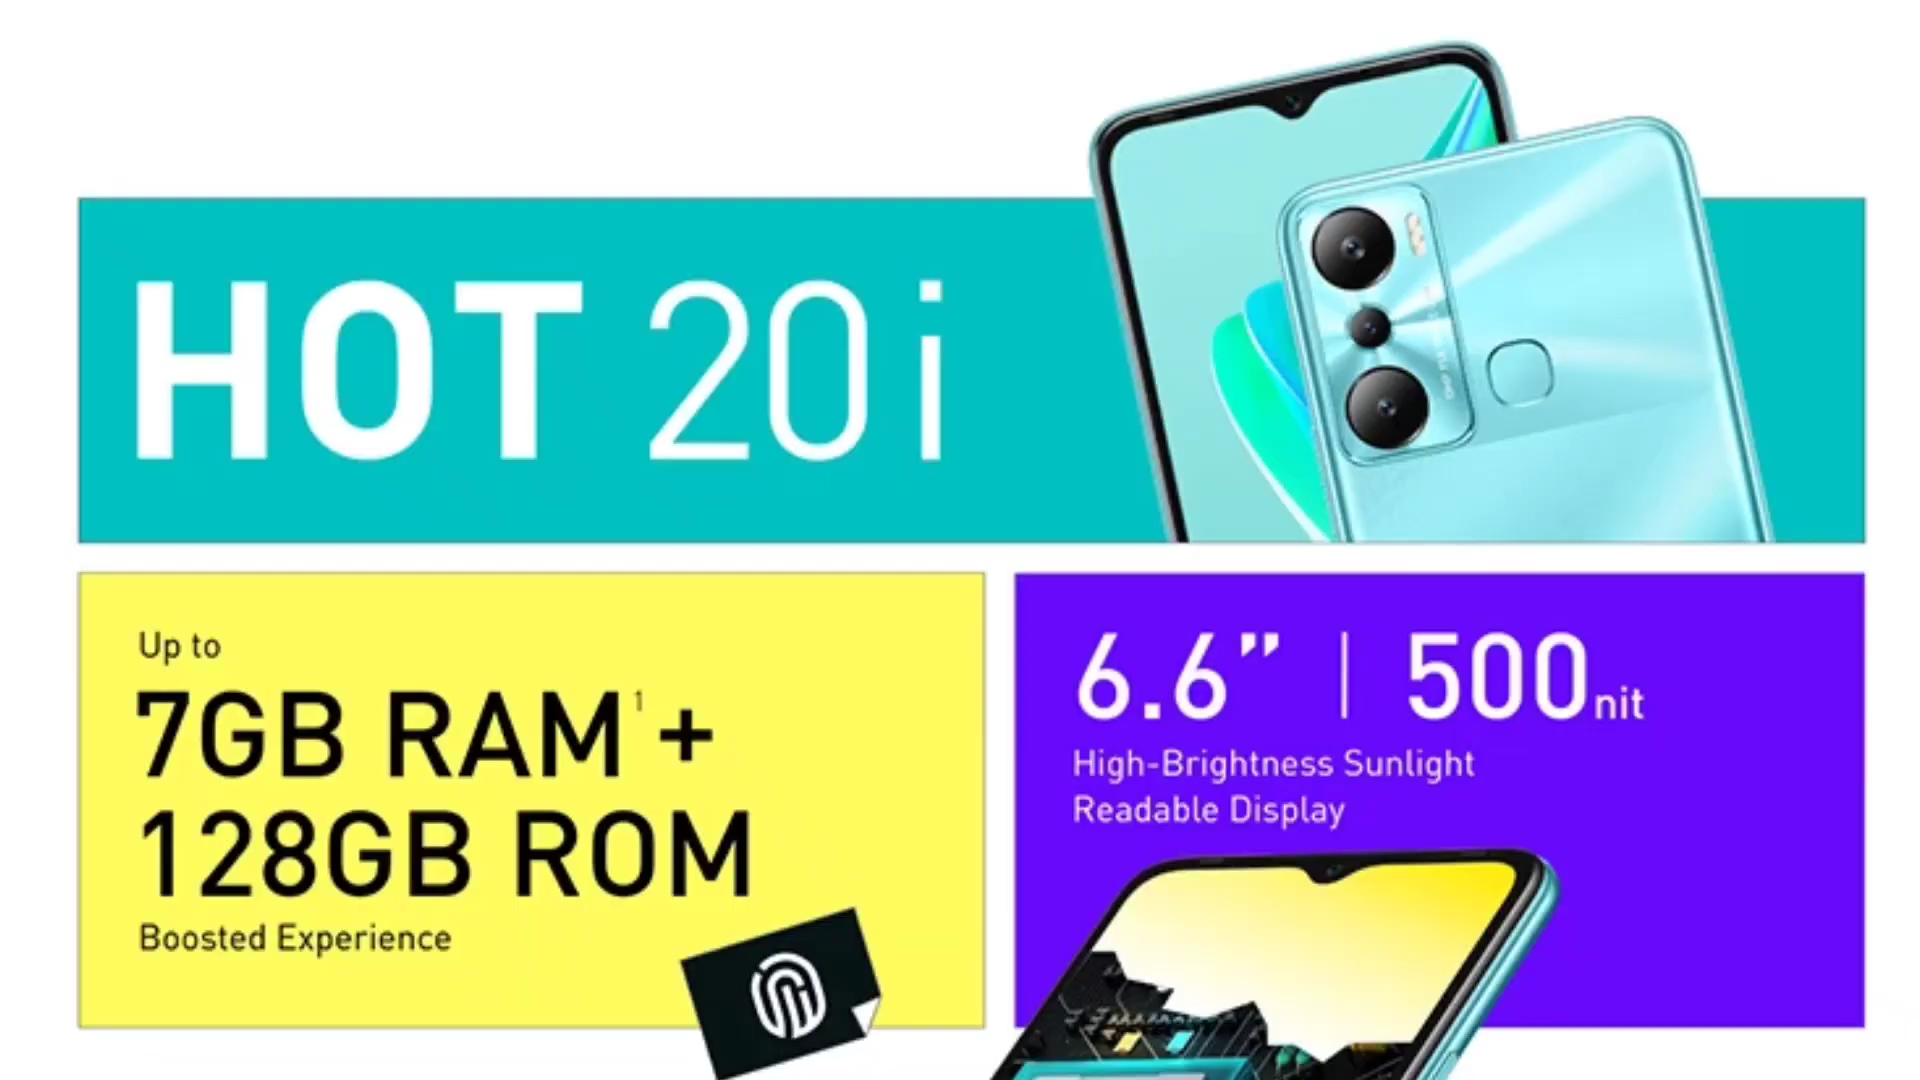 HOT 20i
Up to
7GB RAM¹ +
128GB ROM
Boosted Experience
6.6” | 500nit
High-Brightness Sunlight
Readable Display